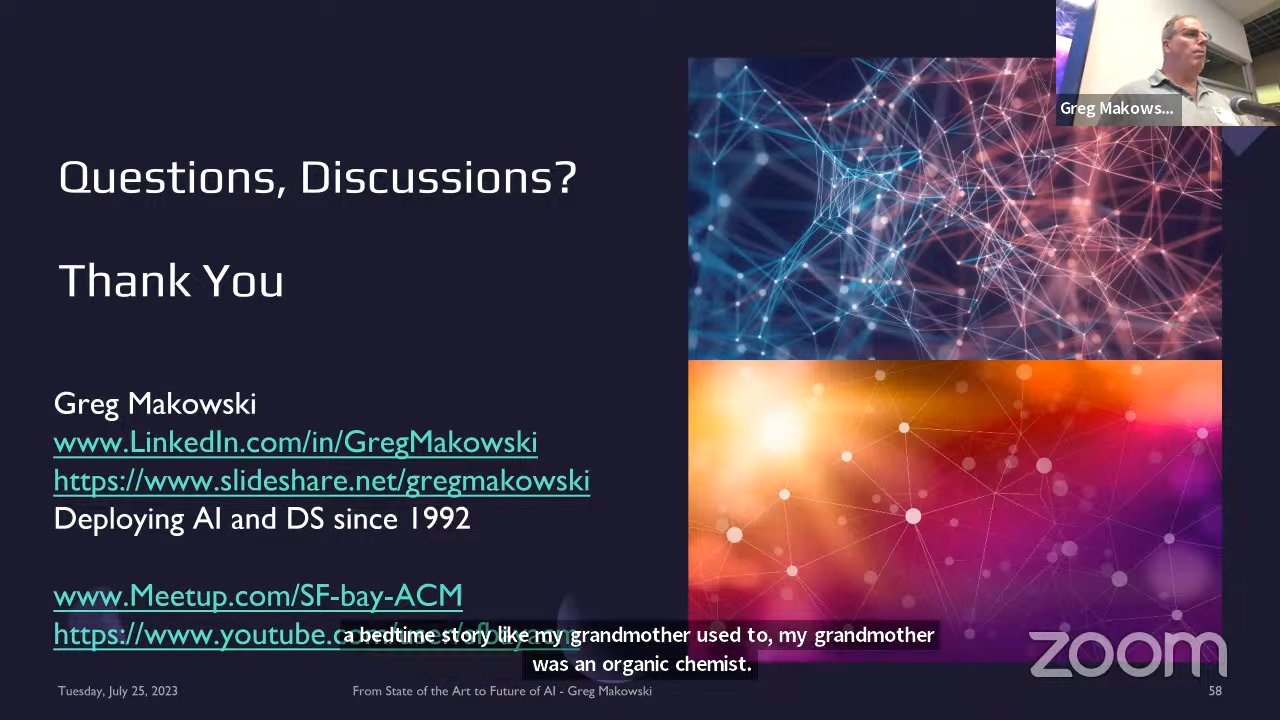 Greg Makows...
Questions, Discussions?
Thank You
Greg Makowski
www.LinkedIn.com/in/GregMakowski
https://www.slideshare.net/gregmakowski
Deploying AI and DS since 1992
www.Meetup.com/SF-bay-ACM
https://www.youtube.
a bedtime story like my grandmother used to, my grandmother
was an organic chemist.
zoom
Tuesday, July 25, 2023
From State of the Art to Future of AI - Greg Makowski
58